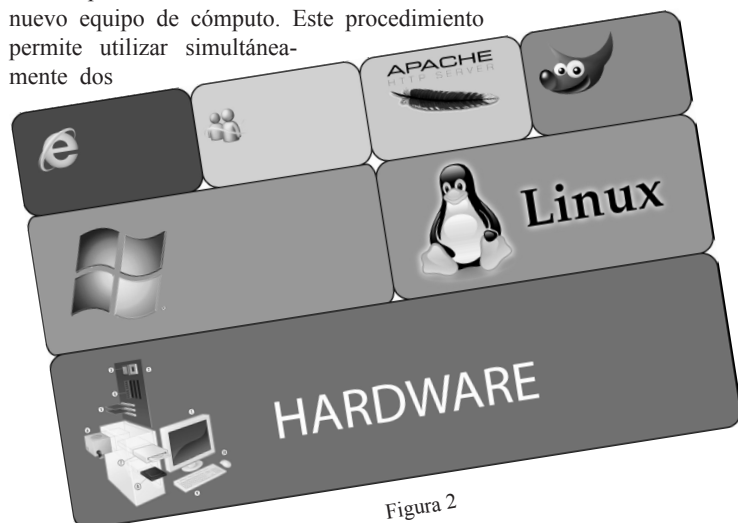 nuevo equipo de cómputo. Este procedimiento
permite utilizar simultánea-
mente dos
APACHE
HTTP SERVER
Linux
HARDWARE
Figura 2